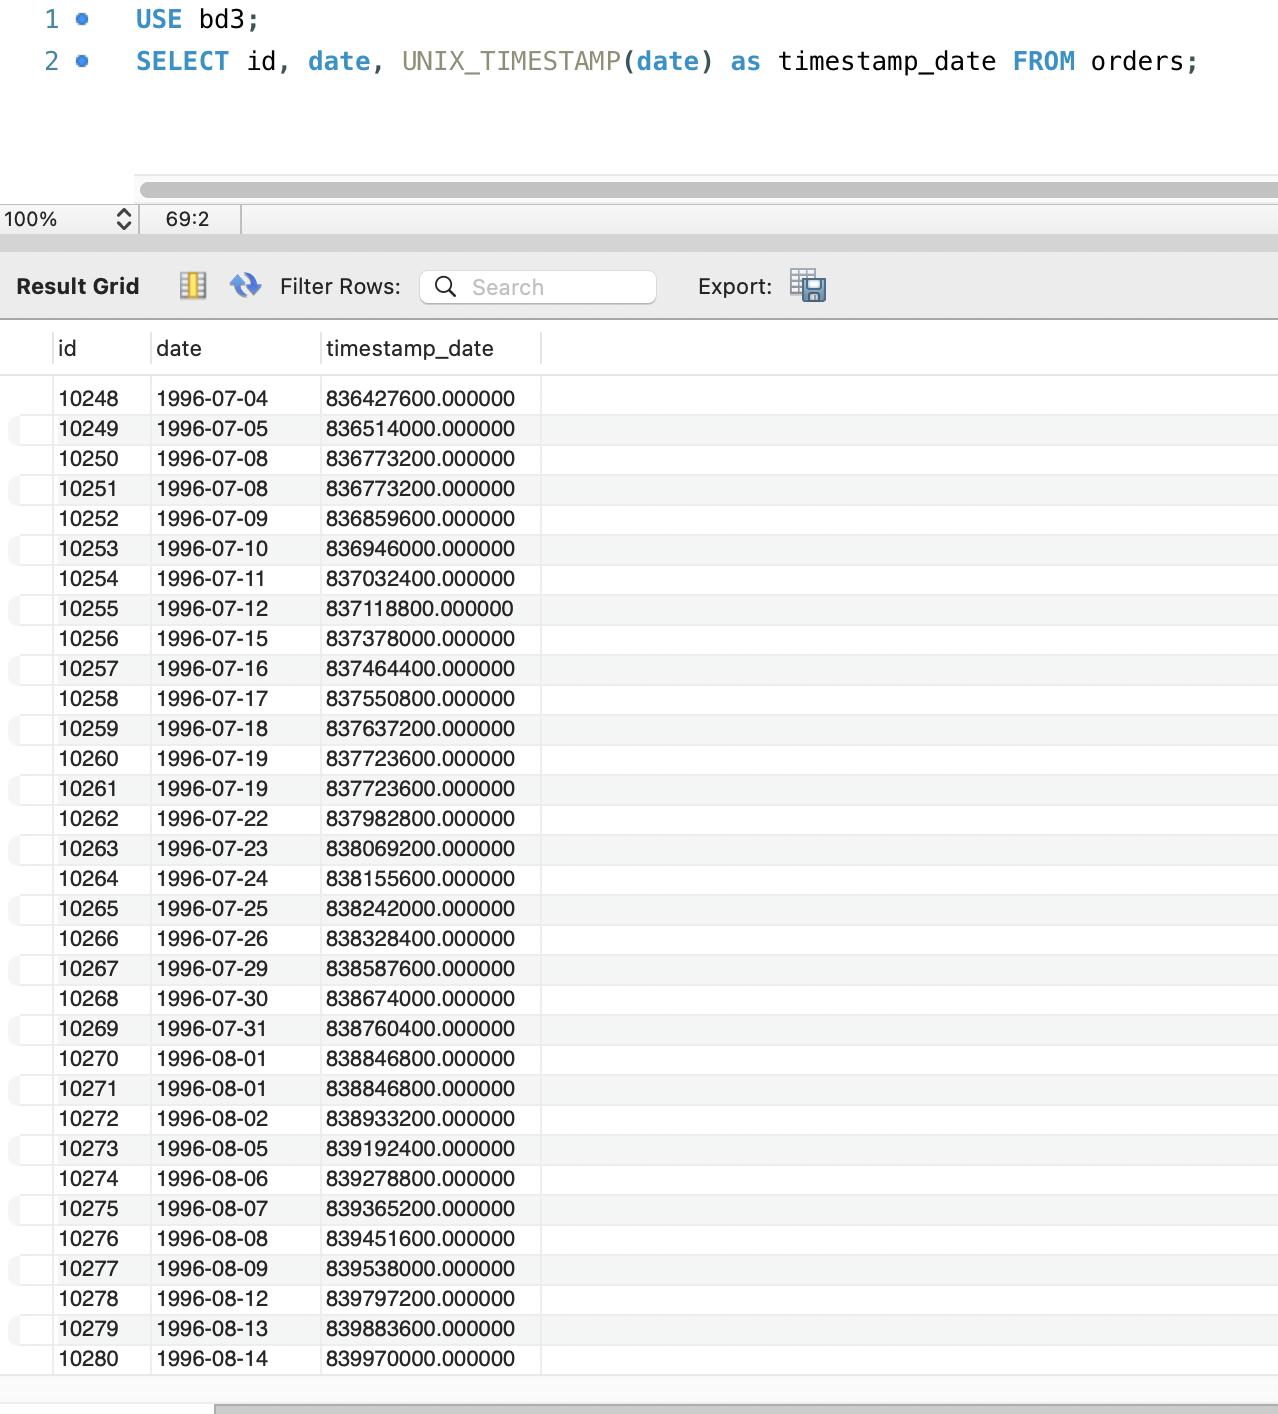 1 USE bd3;
2 SELECT id, date, UNIX_TIMESTAMP(date) as timestamp_date FROM orders;
100% 69:2
Result Grid Filter Rows: Search Export:
id date timestamp_date
10248 1996-07-04 836427600.000000
10249 1996-07-05 836514000.000000
10250 1996-07-08 836773200.000000
10251 1996-07-08 836773200.000000
10252 1996-07-09 836859600.000000
10253 1996-07-10 836946000.000000
10254 1996-07-11 837032400.000000
10255 1996-07-12 837118800.000000
10256 1996-07-15 837378000.000000
10257 1996-07-16 837464400.000000
10258 1996-07-17 837550800.000000
10259 1996-07-18 837637200.000000
10260 1996-07-19 837723600.000000
10261 1996-07-19 837723600.000000
10262 1996-07-22 837982800.000000
10263 1996-07-23 838069200.000000
10264 1996-07-24 838155600.000000
10265 1996-07-25 838242000.000000
10266 1996-07-26 838328400.000000
10267 1996-07-29 838587600.000000
10268 1996-07-30 838674000.000000
10269 1996-07-31 838760400.000000
10270 1996-08-01 838846800.000000
10271 1996-08-01 838846800.000000
10272 1996-08-02 838933200.000000
10273 1996-08-05 839192400.000000
10274 1996-08-06 839278800.000000
10275 1996-08-07 839365200.000000
10276 1996-08-08 839451600.000000
10277 1996-08-09 839538000.000000
10278 1996-08-12 839797200.000000
10279 1996-08-13 839883600.000000
10280 1996-08-14 839970000.000000